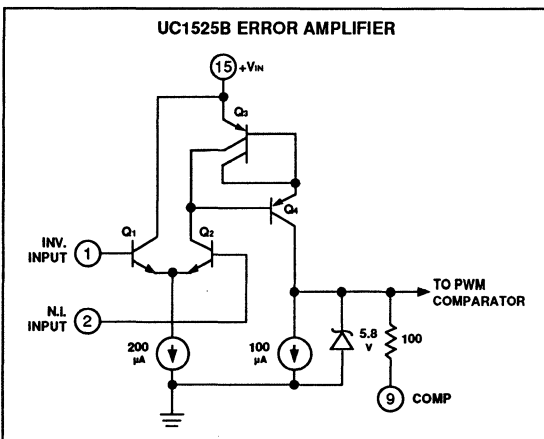 UC1525B ERROR AMPLIFIER
15 +VIN
Q3
Q4
Q1
Q2
INV.
INPUT
1
N.I.
INPUT
2
TO PWM
COMPARATOR
200
µA
100
µA
5.8
V
100
9 COMP